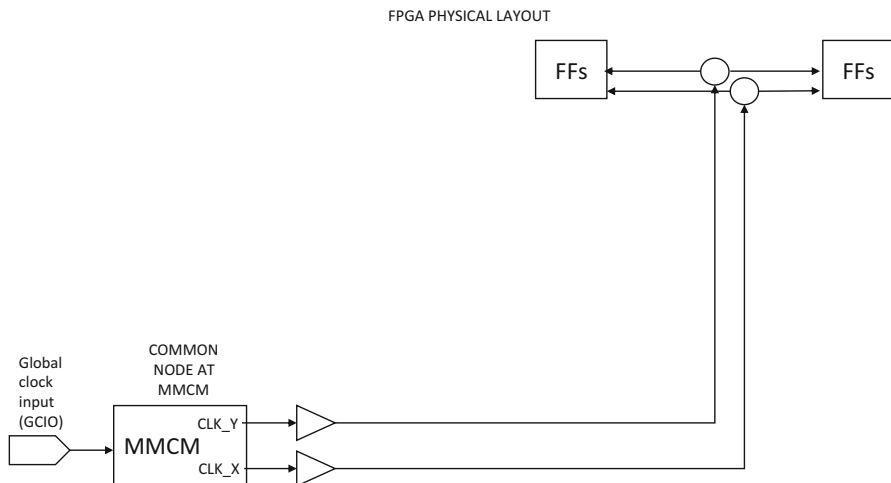 FPGA PHYSICAL LAYOUT
FFs
FFs
Global
clock
input
(GCIO)
COMMON
NODE AT
MMCM
CLK_Y
MMCM
CLK_X